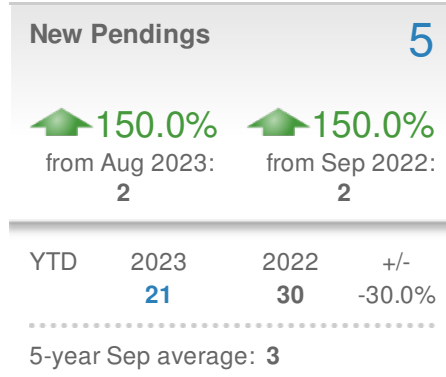 New Pendings 5
150.0% 150.0%
from Aug 2023: from Sep 2022:
2 2
YTD 2023 2022 +/-
21 30 -30.0%
5-year Sep average: 3